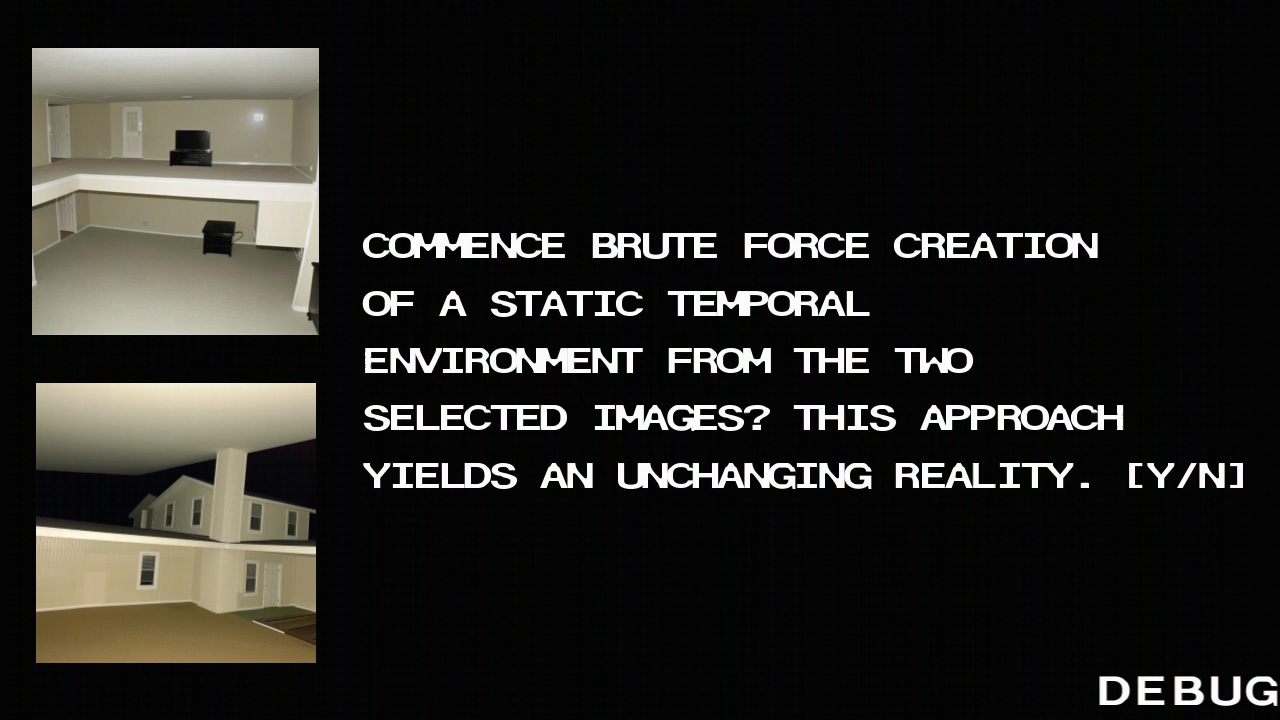 COMMENCE BRUTE FORCE CREATION
OF A STATIC TEMPORAL
ENVIRONMENT FROM THE TWO
SELECTED IMAGES? THIS APPROACH
YIELDS AN UNCHANGING REALITY. [Y/N]
DEBUG